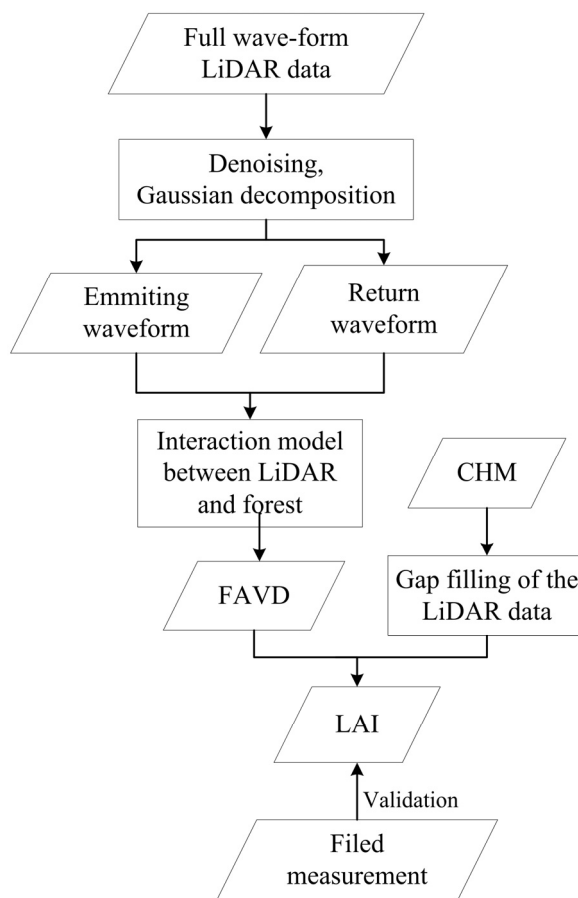 Full wave-form
LiDAR data
Denoising,
Gaussian decomposition
Emmiting
waveform
Return
waveform
Interaction model
between LiDAR
and forest
CHM
FAVD
Gap filling of the
LiDAR data
LAI
Validation
Filed
measurement